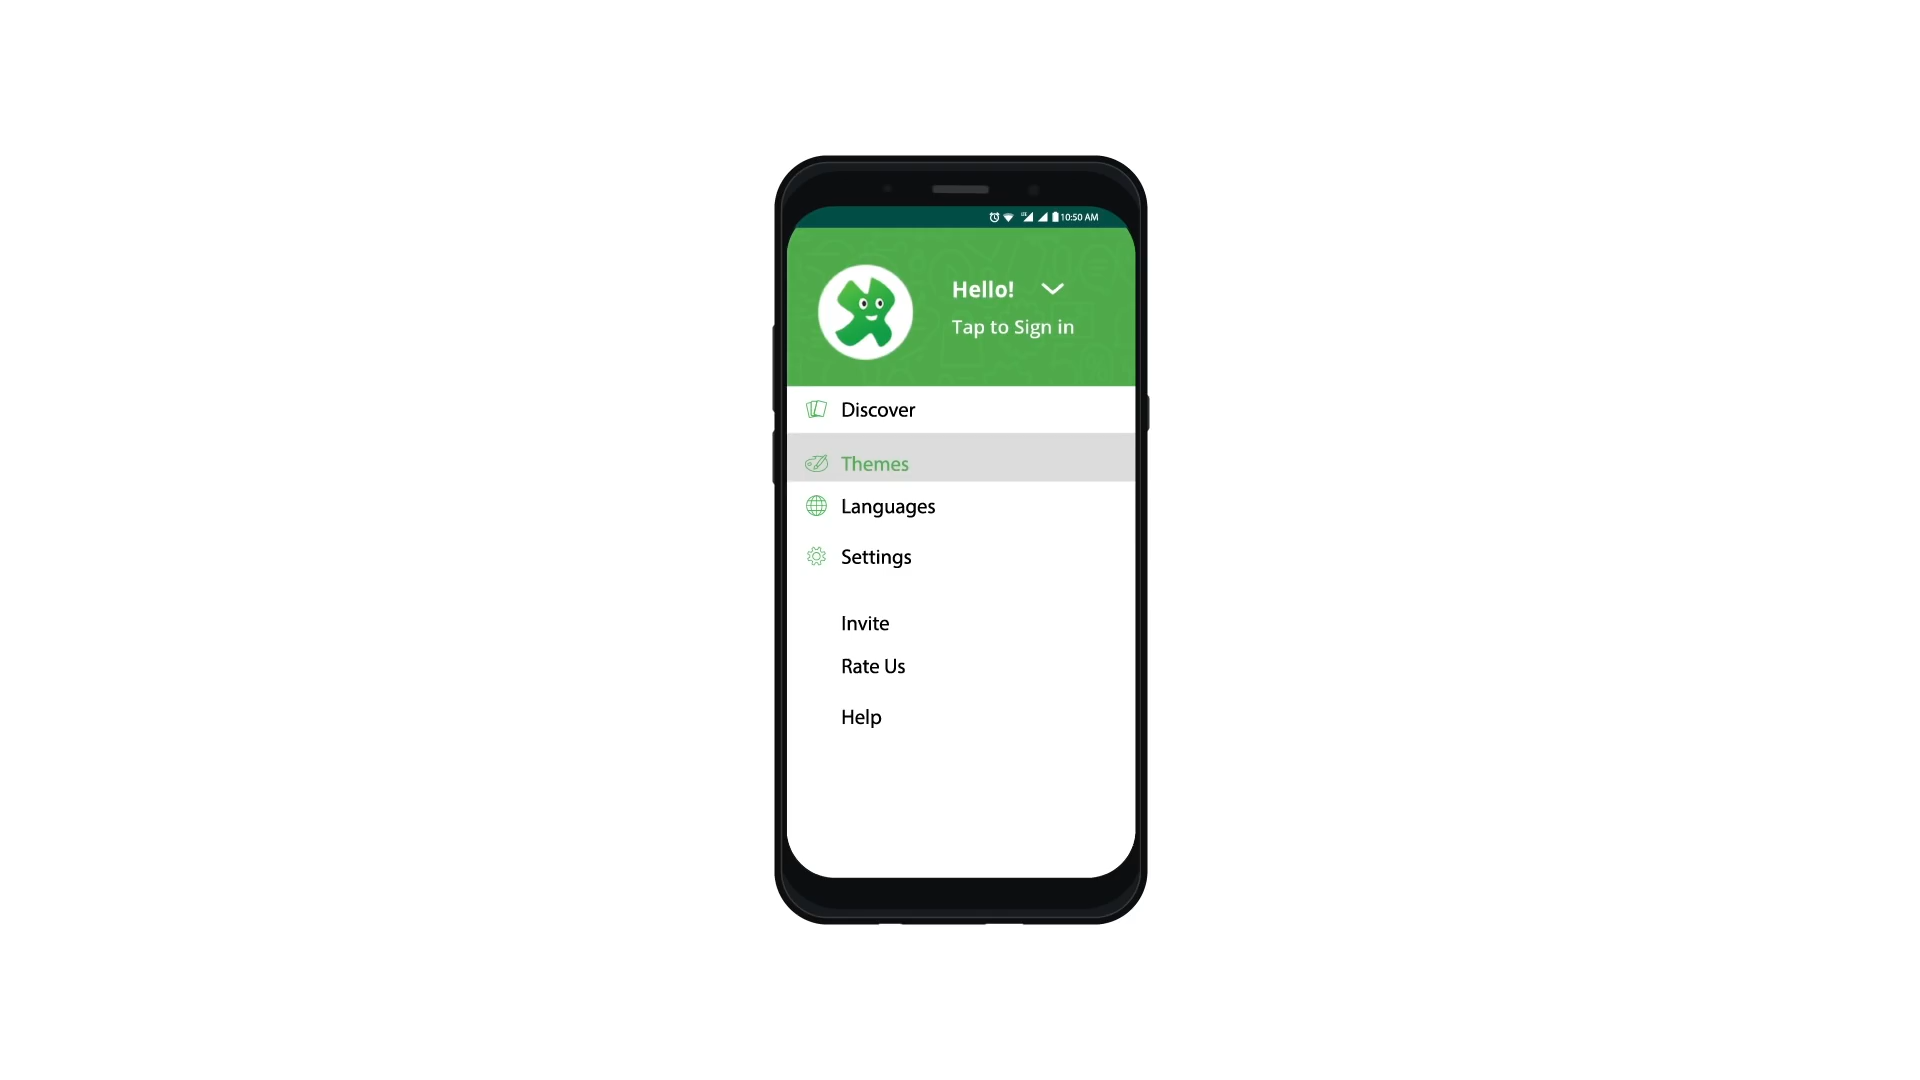 10:50 AM
Hello!
Tap to Sign in
Discover
Themes
Languages
Settings
Invite
Rate Us
Help